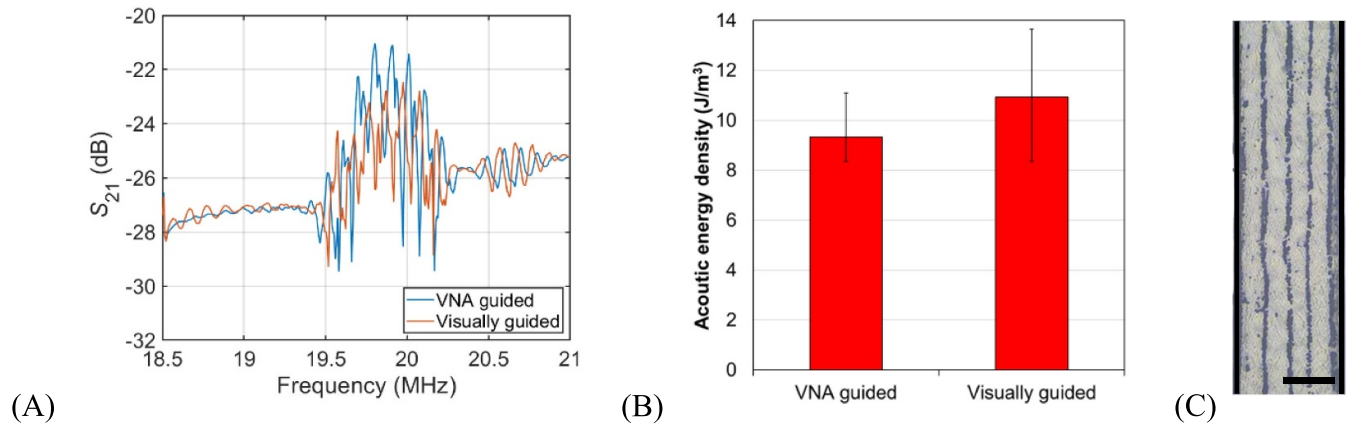 -20
-22
-24
-26
-28
-30
-32
S21 (dB)
VNA guided
Visually guided
18.5 19 19.5 20 20.5 21
Frequency (MHz)
(A)
14
12
10
8
6
4
2
0
Acoutic energy density (J/m³)
VNA guided Visually guided
(B)
(C)